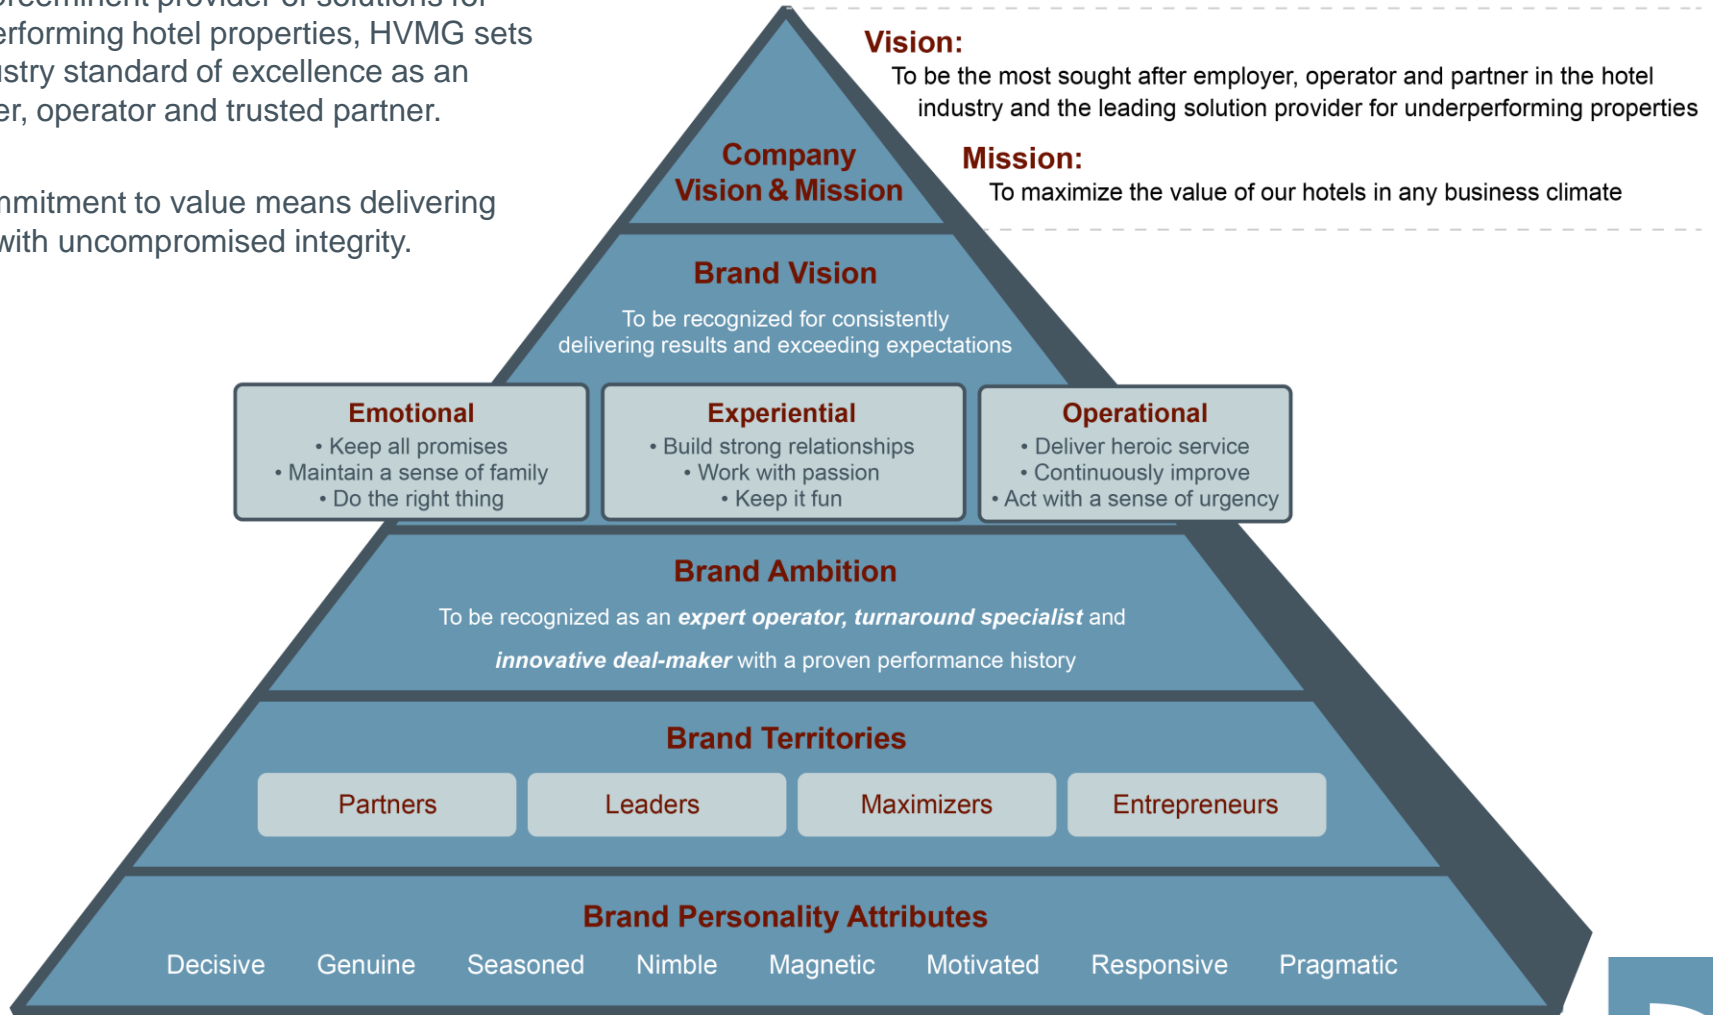 preeminent provider of solutions for
performing hotel properties, HVMG sets
standard of excellence as an
operator and trusted partner.
commitment to value means delivering
with uncompromised integrity.
Vision:
To be the most sought after employer, operator and partner in the hotel
industry and the leading solution provider for underperforming properties
Mission:
To maximize the value of our hotels in any business climate
Company
Vision & Mission
Brand Vision
To be recognized for consistently
delivering results and exceeding expectations
Emotional
• Keep all promises
• Maintain a sense of family
• Do the right thing
Experiential
• Build strong relationships
• Work with passion
• Keep it fun
Operational
• Deliver heroic service
• Continuously improve
• Act with a sense of urgency
Brand Ambition
To be recognized as an expert operator, turnaround specialist and
innovative deal-maker with a proven performance history
Brand Territories
Partners
Leaders
Maximizers
Entrepreneurs
Brand Personality Attributes
Decisive Genuine Seasoned Nimble Magnetic Motivated Responsive Pragmatic